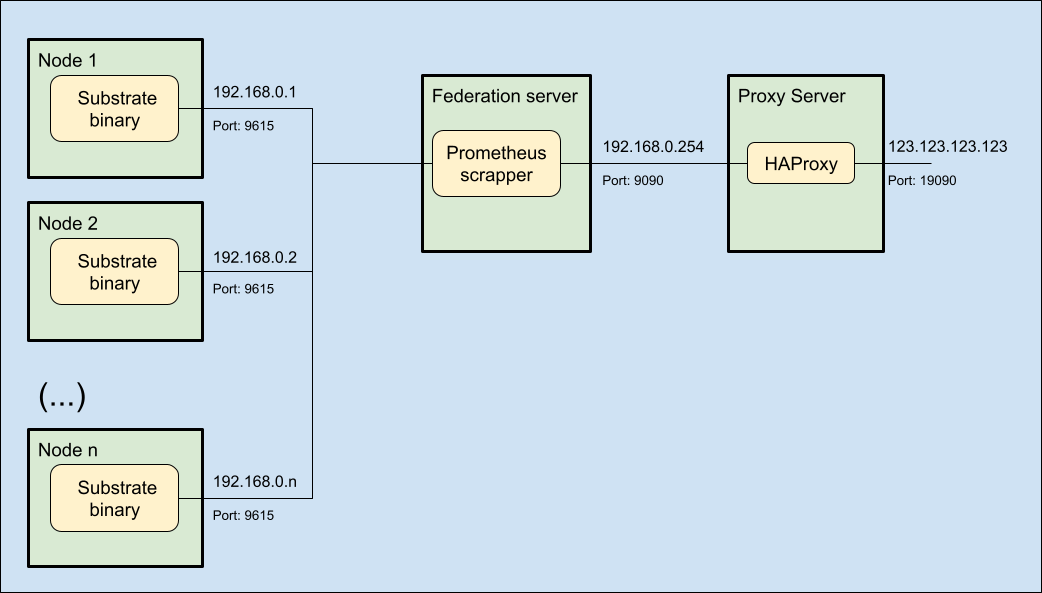 Node 1
Substrate
binary
192.168.0.1
Port: 9615
Node 2
Substrate
binary
192.168.0.2
Port: 9615
(...)
Node n
Substrate
binary
192.168.0.n
Port: 9615
Federation server
Prometheus
scrapper
192.168.0.254
Port: 9090
Proxy Server
HAProxy
123.123.123.123
Port: 19090